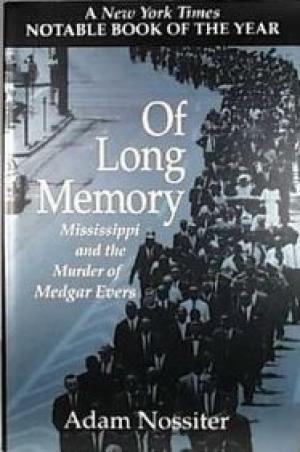 A New York Times
NOTABLE BOOK OF THE YEAR
Of
Long
Memory
Mississippi
and the
Murder of
Medgar Evers
Adam Nossiter